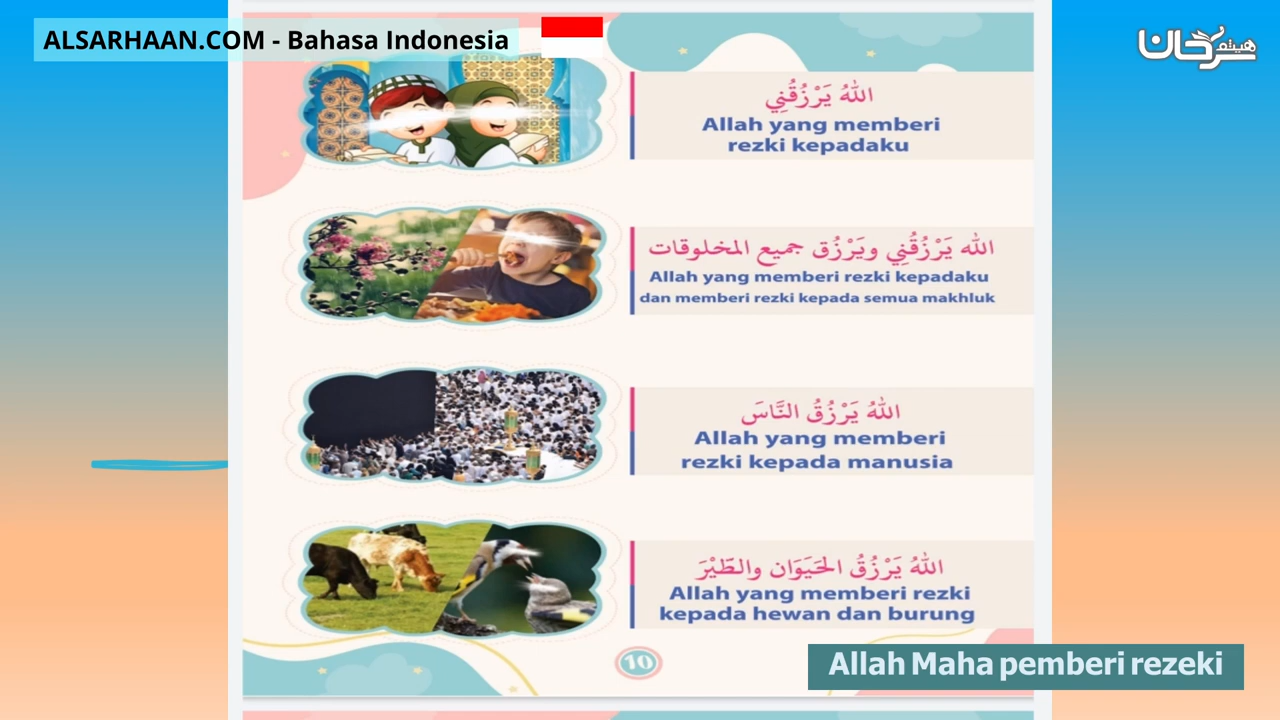 ALSARHAAN.COM - Bahasa Indonesia
هيثم سرحان
اللهُ يَرْزُقُنِي
Allah yang memberi
rezki kepadaku
الله يَرْزُقُنِي ويَرْزُق جميع المخلوقات
Allah yang memberi rezki kepadaku
dan memberi rezki kepada semua makhluk
اللهُ يَرْزُقُ النَّاسَ
Allah yang memberi
rezki kepada manusia
اللهُ يَرْزُقُ الحَيَوَان والطَّيْرَ
Allah yang memberi rezki
kepada hewan dan burung
10
Allah Maha pemberi rezeki